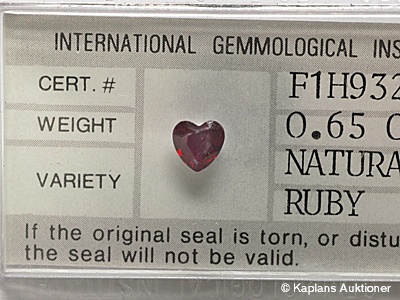 INTERNATIONAL GEMMOLOGICAL INS
CERT. # F1H932
WEIGHT 0.65 C
VARIETY NATURA
RUBY
If the original seal is torn, or distu
the seal will not be valid.
© Kaplans Auktioner